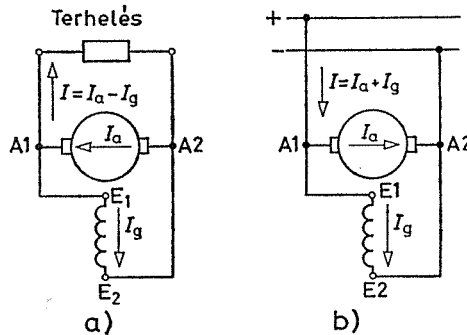 Terhelés
I=Ia−Ig
A1
Ia
A2
E1
Ig
E2
a)
+
−
I=Ia+Ig
A1
Ia
A2
E1
Ig
E2
b)